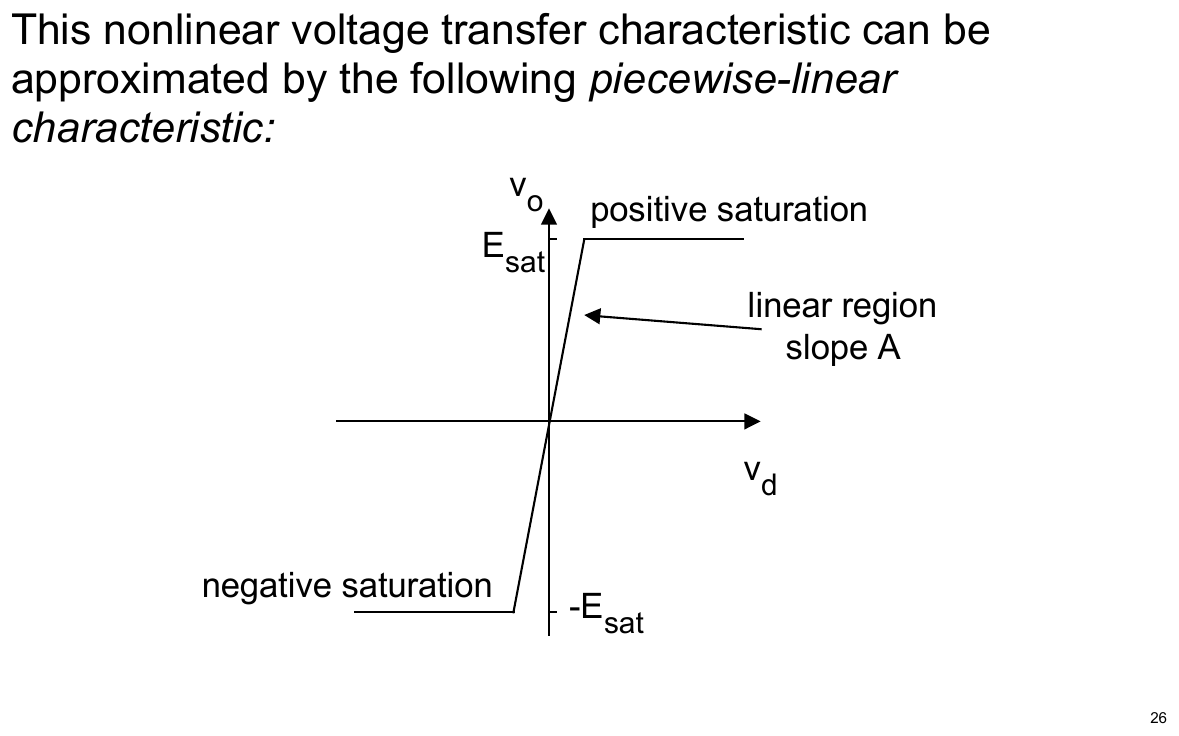 This nonlinear voltage transfer characteristic can be
approximated by the following piecewise-linear
characteristic:
vo
positive saturation
Esat
linear region
slope A
vd
negative saturation
-Esat
26